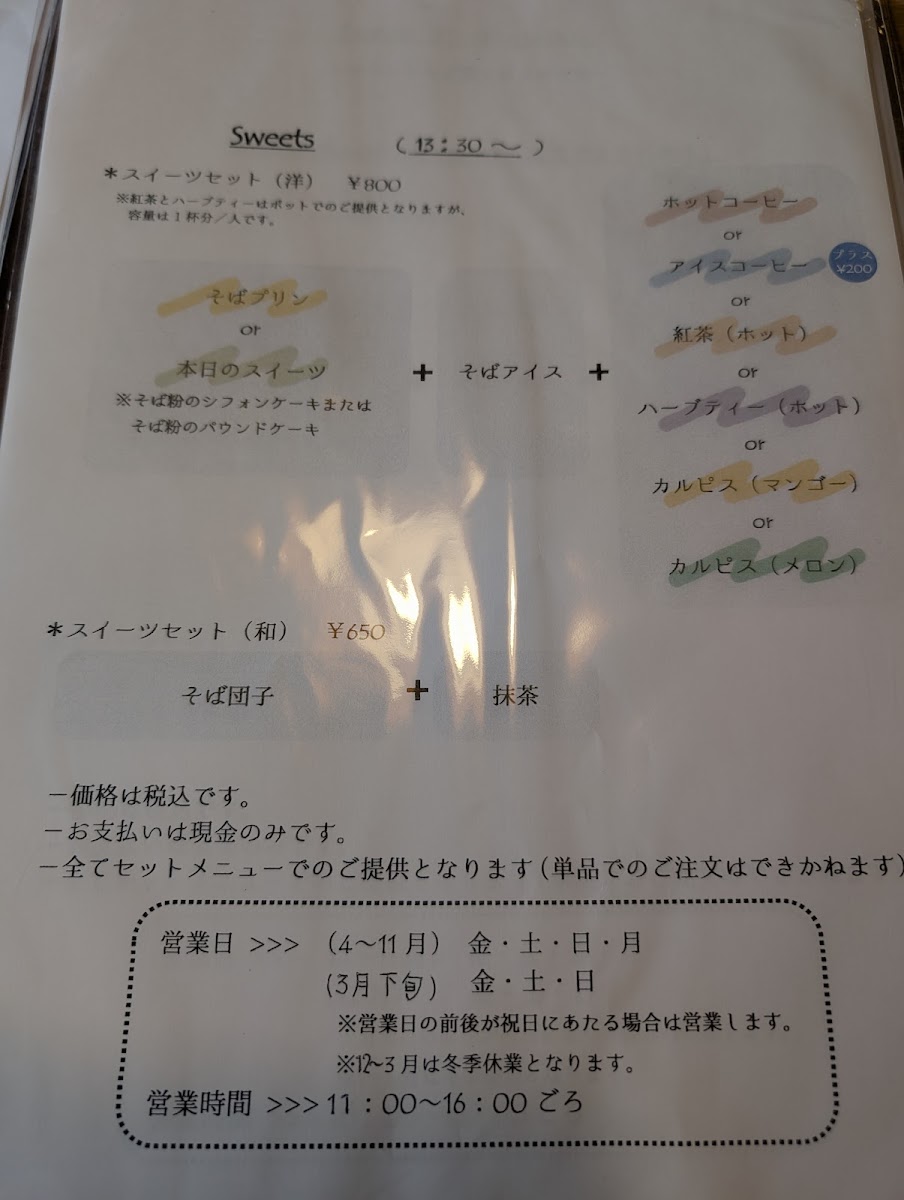 Sweets （13：30～）
＊スイーツセット（洋） ￥800
※紅茶とハーブティーはポットでのご提供となりますが、
容量は１杯分／人です。
そばプリン
or
本日のスイーツ
※そば粉のシフォンケーキまたは
そば粉のパウンドケーキ
＋ そばアイス ＋
ホットコーヒー
or
アイスコーヒー
プラス
¥200
or
紅茶（ホット）
or
ハーブティー（ホット）
or
カルピス（マンゴー）
or
カルピス（メロン）
＊スイーツセット（和） ￥650
そば団子 ＋ 抹茶
－価格は税込です。
－お支払いは現金のみです。
－全てセットメニューでのご提供となります（単品でのご注文はできかねます）
営業日 >>> （4～11月） 金・土・日・月
（3月下旬） 金・土・日
※営業日の前後が祝日にあたる場合は営業します。
※12～3月は冬季休業となります。
営業時間 >>> 11：00～16：00ごろ